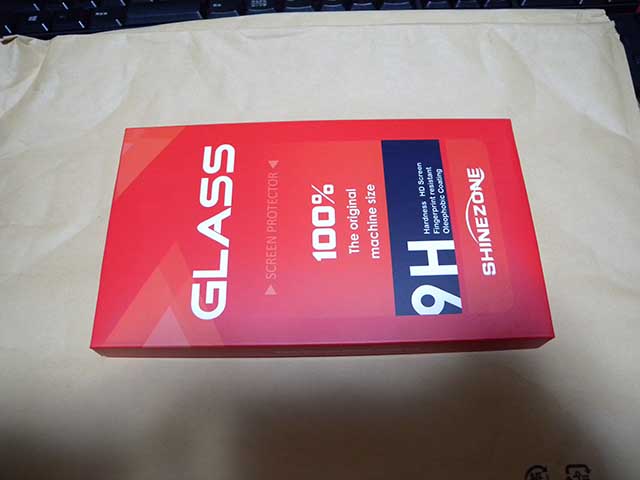 GLASS
▶ SCREEN PROTECTOR ◀
100%
The original
machine size
9H
Hardness HD Screen
Fingerprint resistant
Oleophobic Coating
SHINEZONE